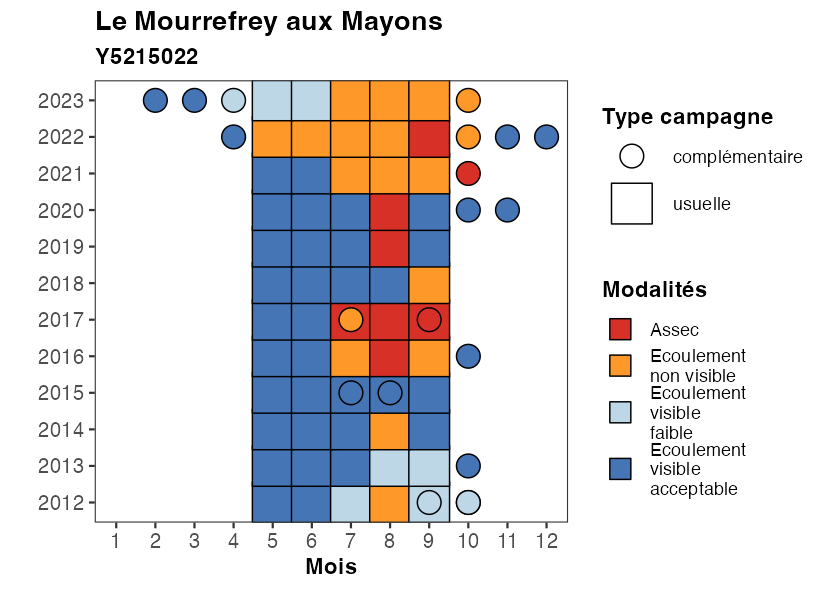 Le Mourrefrey aux Mayons
Y5215022
2023
2022
2021
2020
2019
2018
2017
2016
2015
2014
2013
2012
1 2 3 4 5 6 7 8 9 10 11 12
Mois
Type campagne
complémentaire
usuelle
Modalités
Assec
Ecoulement
non visible
Ecoulement
visible
faible
Ecoulement
visible
acceptable